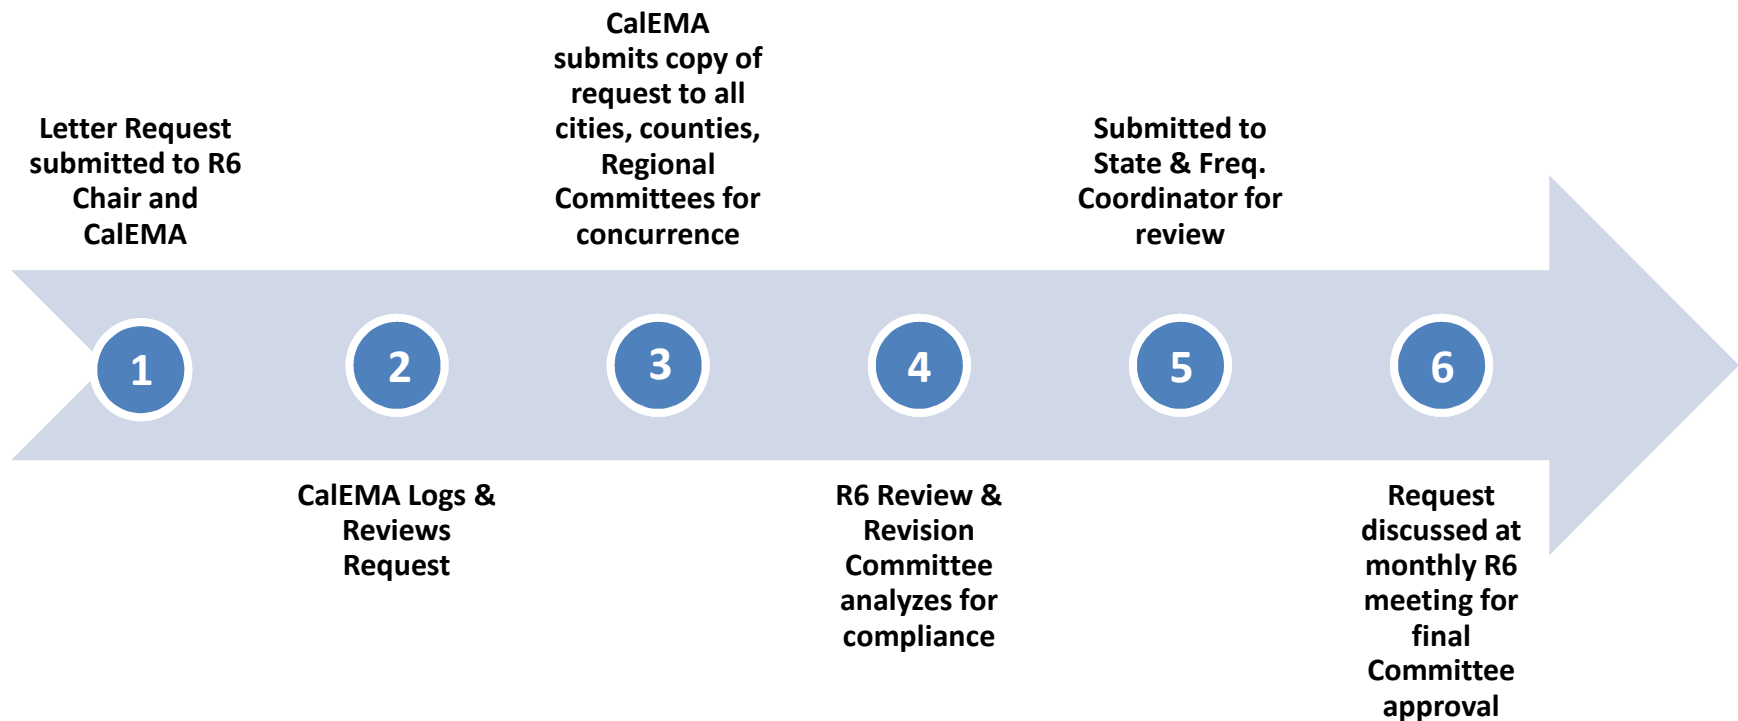 Letter Request
submitted to R6
Chair and
CalEMA
1
CalEMA Logs &
Reviews
Request
2
CalEMA
submits copy of
request to all
cities, counties,
Regional
Committees for
concurrence
3
R6 Review &
Revision
Committee
analyzes for
compliance
4
Submitted to
State & Freq.
Coordinator for
review
5
Request
discussed at
monthly R6
meeting for
final
Committee
approval
6